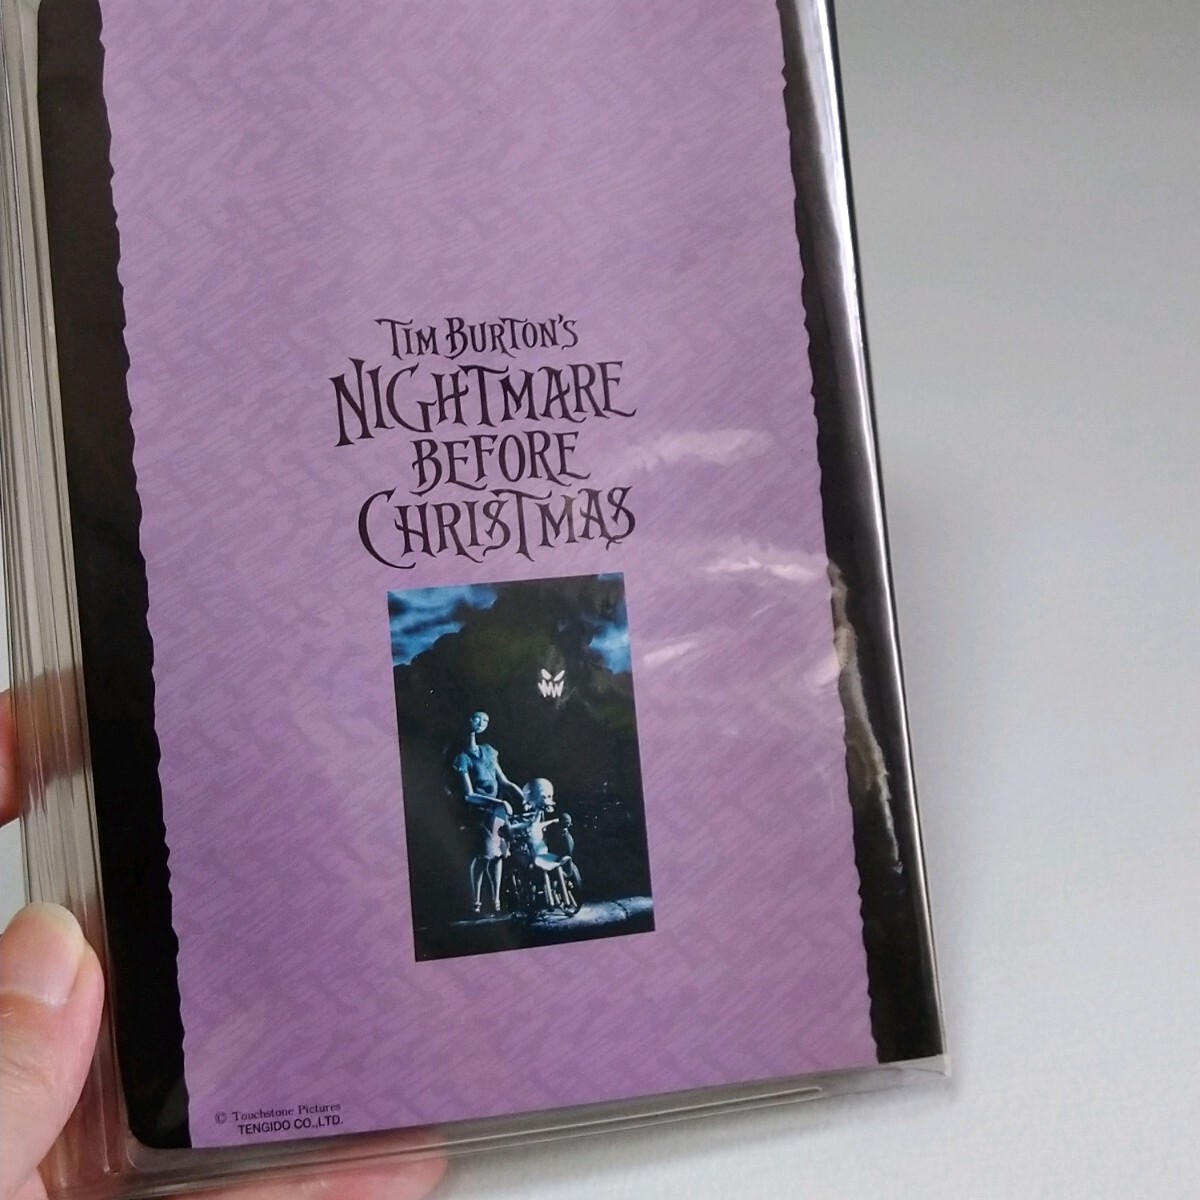 TIM BURTON'S
NIGHTMARE
BEFORE
CHRISTMAS
© Touchstone Pictures
TENGIDO CO.,LTD.